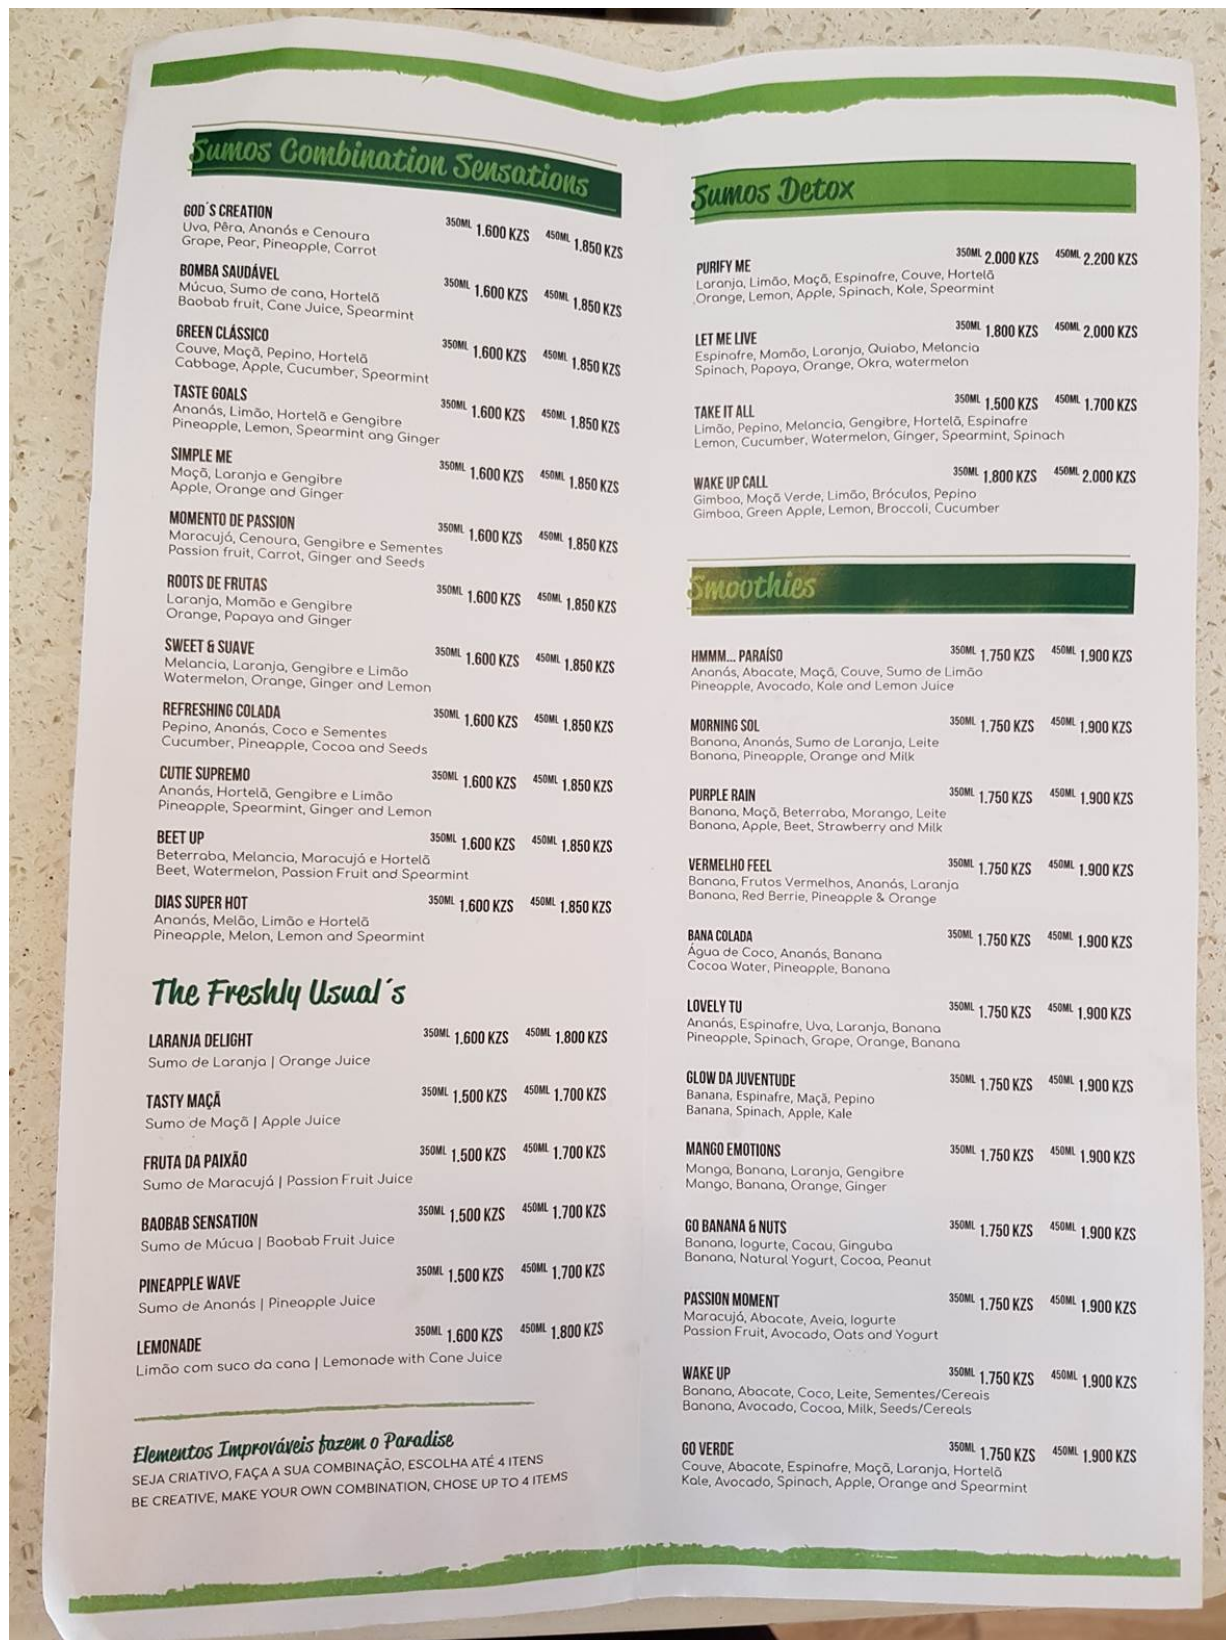 Sumos Combination Sensations
GOD´S CREATION 350ML 1.600 KZS 450ML 1.850 KZS
Uva, Pêra, Ananás e Cenoura
Grape, Pear, Pineapple, Carrot
BOMBA SAUDÁVEL 350ML 1.600 KZS 450ML 1.850 KZS
Múcua, Sumo de cana, Hortelã
Baobab fruit, Cane Juice, Spearmint
GREEN CLÁSSICO 350ML 1.600 KZS 450ML 1.850 KZS
Couve, Maçã, Pepino, Hortelã
Cabbage, Apple, Cucumber, Spearmint
TASTE GOALS 350ML 1.600 KZS 450ML 1.850 KZS
Ananás, Limão, Hortelã e Gengibre
Pineapple, Lemon, Spearmint ang Ginger
SIMPLE ME 350ML 1.600 KZS 450ML 1.850 KZS
Maçã, Laranja e Gengibre
Apple, Orange and Ginger
MOMENTO DE PASSION 350ML 1.600 KZS 450ML 1.850 KZS
Maracujá, Cenoura, Gengibre e Sementes
Passion fruit, Carrot, Ginger and Seeds
ROOTS DE FRUTAS 350ML 1.600 KZS 450ML 1.850 KZS
Laranja, Mamão e Gengibre
Orange, Papaya and Ginger
SWEET & SUAVE 350ML 1.600 KZS 450ML 1.850 KZS
Melancia, Laranja, Gengibre e Limão
Watermelon, Orange, Ginger and Lemon
REFRESHING COLADA 350ML 1.600 KZS 450ML 1.850 KZS
Pepino, Ananás, Coco e Sementes
Cucumber, Pineapple, Cocoa and Seeds
CUTIE SUPREMO 350ML 1.600 KZS 450ML 1.850 KZS
Ananás, Hortelã, Gengibre e Limão
Pineapple, Spearmint, Ginger and Lemon
BEET UP 350ML 1.600 KZS 450ML 1.850 KZS
Beterraba, Melancia, Maracujá e Hortelã
Beet, Watermelon, Passion Fruit and Spearmint
DIAS SUPER HOT 350ML 1.600 KZS 450ML 1.850 KZS
Ananás, Melão, Limão e Hortelã
Pineapple, Melon, Lemon and Spearmint
The Freshly Usual´s
LARANJA DELIGHT 350ML 1.600 KZS 450ML 1.800 KZS
Sumo de Laranja | Orange Juice
TASTY MAÇÃ 350ML 1.500 KZS 450ML 1.700 KZS
Sumo de Maçã | Apple Juice
FRUTA DA PAIXÃO 350ML 1.500 KZS 450ML 1.700 KZS
Sumo de Maracujá | Passion Fruit Juice
BAOBAB SENSATION 350ML 1.500 KZS 450ML 1.700 KZS
Sumo de Múcua | Baobab Fruit Juice
PINEAPPLE WAVE 350ML 1.500 KZS 450ML 1.700 KZS
Sumo de Ananás | Pineapple Juice
LEMONADE 350ML 1.600 KZS 450ML 1.800 KZS
Limão com suco da cana | Lemonade with Cane Juice
Elementos Improváveis fazem o Paradise
SEJA CRIATIVO, FAÇA A SUA COMBINAÇÃO, ESCOLHA ATÉ 4 ITENS
BE CREATIVE, MAKE YOUR OWN COMBINATION, CHOSE UP TO 4 ITEMS
Sumos Detox
PURIFY ME 350ML 2.000 KZS 450ML 2.200 KZS
Laranja, Limão, Maçã, Espinafre, Couve, Hortelã
Orange, Lemon, Apple, Spinach, Kale, Spearmint
LET ME LIVE 350ML 1.800 KZS 450ML 2.000 KZS
Espinafre, Mamão, Laranja, Quiabo, Melancia
Spinach, Papaya, Orange, Okra, watermelon
TAKE IT ALL 350ML 1.500 KZS 450ML 1.700 KZS
Limão, Pepino, Melancia, Gengibre, Hortelã, Espinafre
Lemon, Cucumber, Watermelon, Ginger, Spearmint, Spinach
WAKE UP CALL 350ML 1.800 KZS 450ML 2.000 KZS
Gimboa, Maçã Verde, Limão, Bróculos, Pepino
Gimboa, Green Apple, Lemon, Broccoli, Cucumber
Smoothies
HMMM... PARAÍSO 350ML 1.750 KZS 450ML 1.900 KZS
Ananás, Abacate, Maçã, Couve, Sumo de Limão
Pineapple, Avocado, Kale and Lemon Juice
MORNING SOL 350ML 1.750 KZS 450ML 1.900 KZS
Banana, Ananás, Sumo de Laranja, Leite
Banana, Pineapple, Orange and Milk
PURPLE RAIN 350ML 1.750 KZS 450ML 1.900 KZS
Banana, Maçã, Beterraba, Morango, Leite
Banana, Apple, Beet, Strawberry and Milk
VERMELHO FEEL 350ML 1.750 KZS 450ML 1.900 KZS
Banana, Frutos Vermelhos, Ananás, Laranja
Banana, Red Berrie, Pineapple & Orange
BANA COLADA 350ML 1.750 KZS 450ML 1.900 KZS
Água de Coco, Ananás, Banana
Cocoa Water, Pineapple, Banana
LOVELY TU 350ML 1.750 KZS 450ML 1.900 KZS
Ananás, Espinafre, Uva, Laranja, Banana
Pineapple, Spinach, Grape, Orange, Banana
GLOW DA JUVENTUDE 350ML 1.750 KZS 450ML 1.900 KZS
Banana, Espinafre, Maçã, Pepino
Banana, Spinach, Apple, Kale
MANGO EMOTIONS 350ML 1.750 KZS 450ML 1.900 KZS
Manga, Banana, Laranja, Gengibre
Mango, Banana, Orange, Ginger
GO BANANA & NUTS 350ML 1.750 KZS 450ML 1.900 KZS
Banana, Iogurte, Cacau, Ginguba
Banana, Natural Yogurt, Cocoa, Peanut
PASSION MOMENT 350ML 1.750 KZS 450ML 1.900 KZS
Maracujá, Abacate, Aveia, Iogurte
Passion Fruit, Avocado, Oats and Yogurt
WAKE UP 350ML 1.750 KZS 450ML 1.900 KZS
Banana, Abacate, Coco, Leite, Sementes/Cereais
Banana, Avocado, Cocoa, Milk, Seeds/Cereals
GO VERDE 350ML 1.750 KZS 450ML 1.900 KZS
Couve, Abacate, Espinafre, Maçã, Laranja, Hortelã
Kale, Avocado, Spinach, Apple, Orange and Spearmint